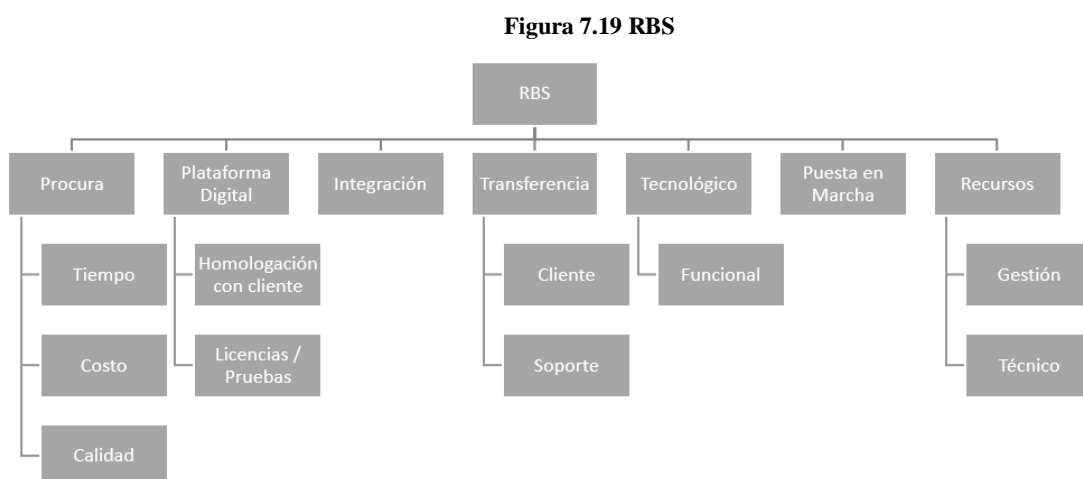 Figura 7.19 RBS
RBS
Procura
Plataforma
Digital
Integración
Transferencia
Tecnológico
Puesta en
Marcha
Recursos
Tiempo
Homologación
con cliente
Cliente
Funcional
Gestión
Costo
Licencias /
Pruebas
Soporte
Técnico
Calidad